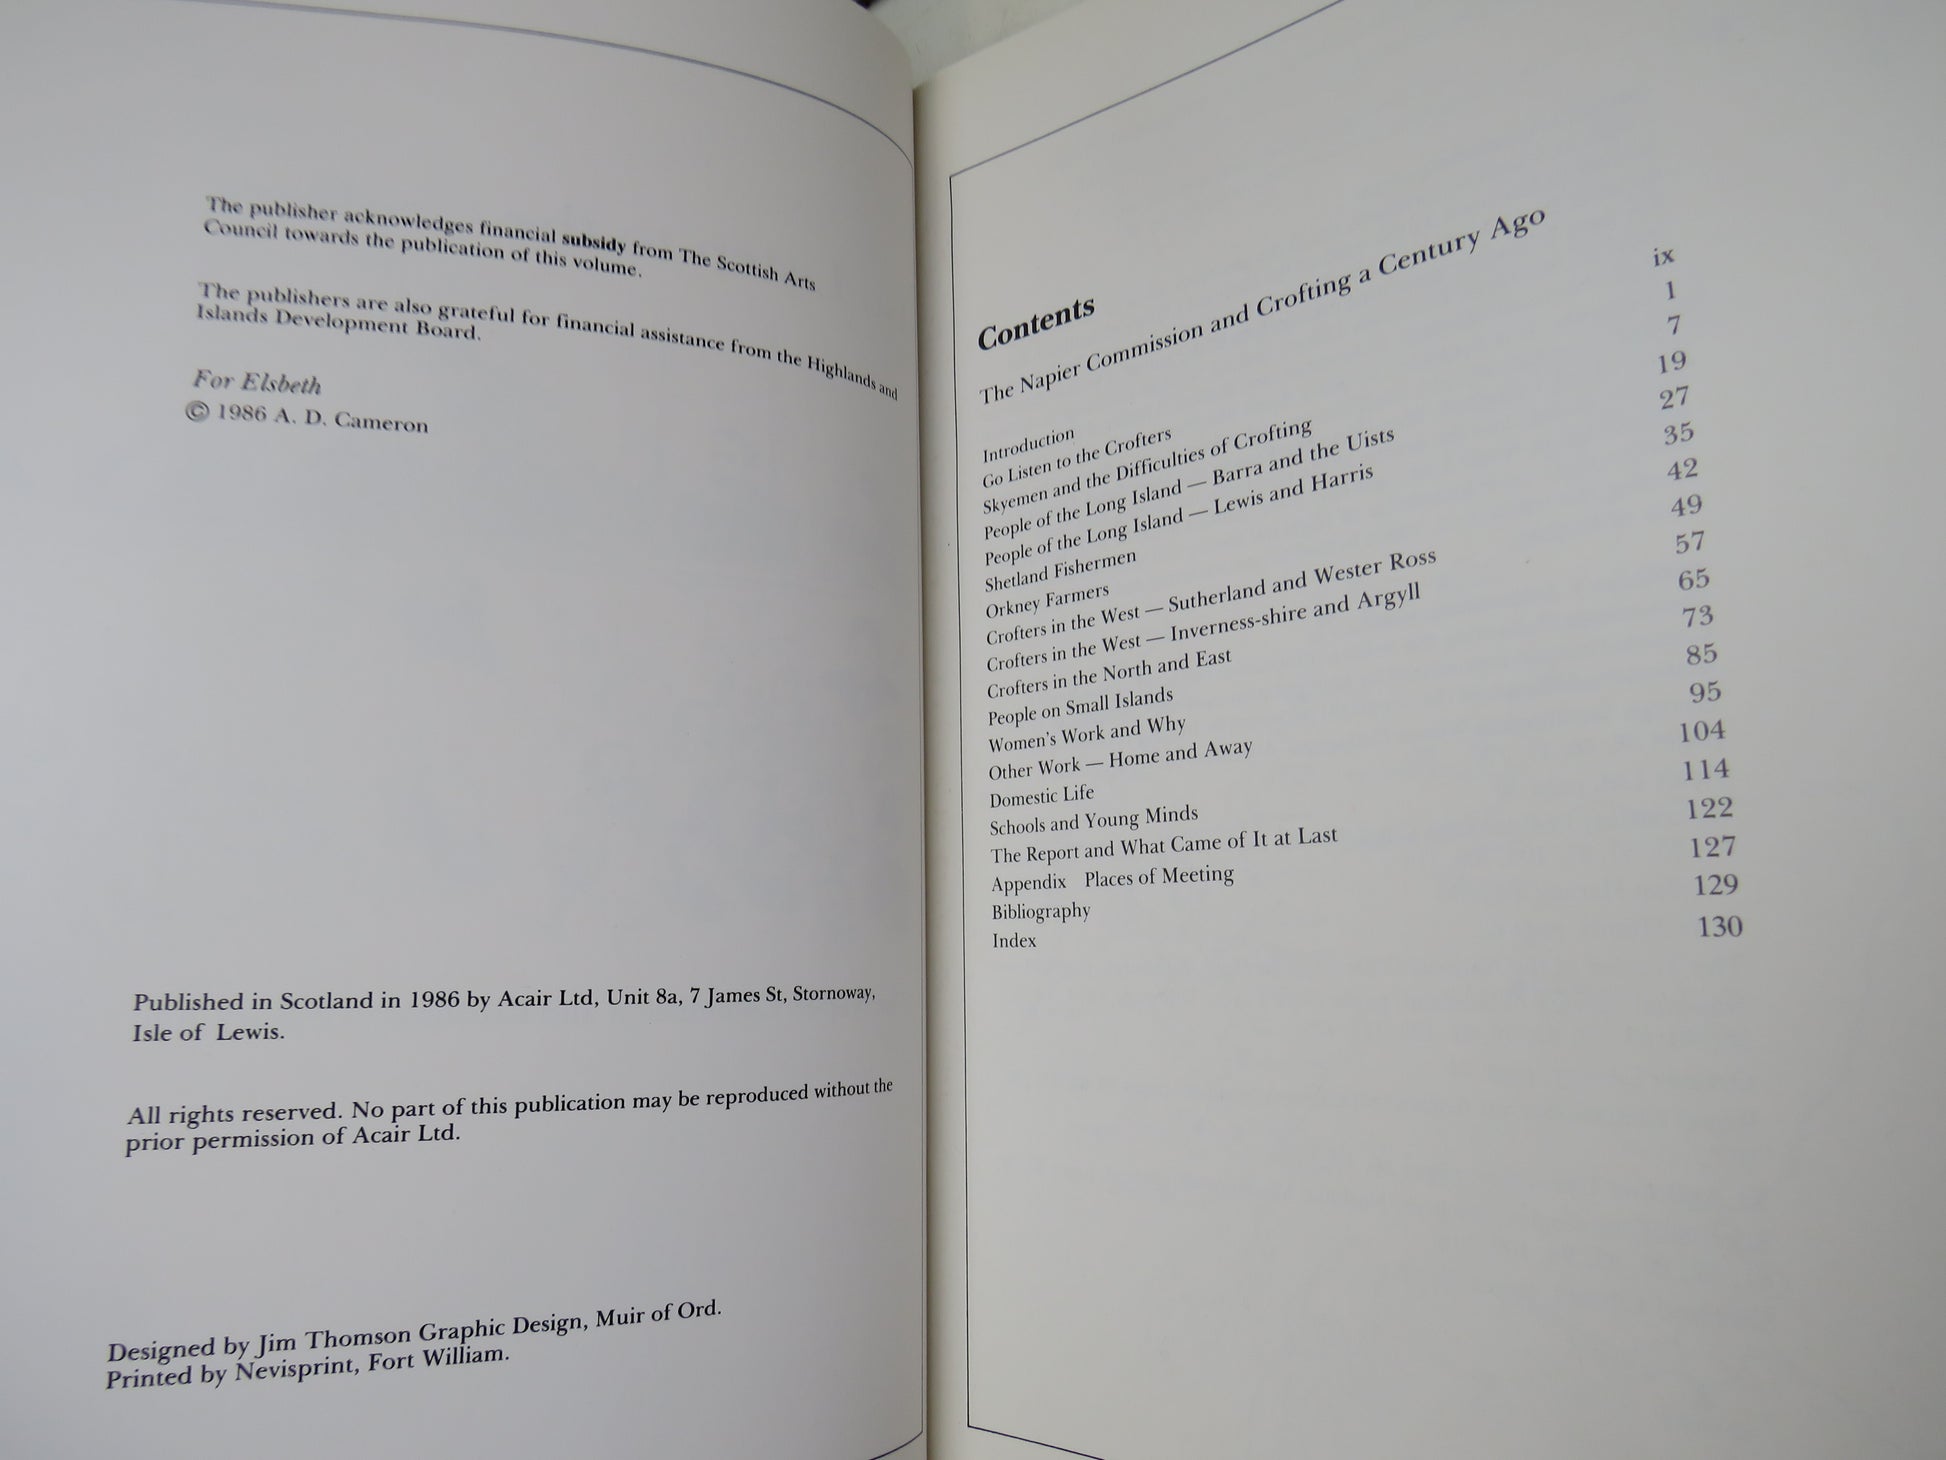 The publisher acknowledges financial subsidy from The Scottish Arts
Council towards the publication of this volume.
The publishers are also grateful for financial assistance from the Highlands and
Islands Development Board.
For Elsbeth
© 1986 A. D. Cameron
Published in Scotland in 1986 by Acair Ltd, Unit 8a, 7 James St, Stornoway,
Isle of Lewis.
All rights reserved. No part of this publication may be reproduced without the
prior permission of Acair Ltd.
Designed by Jim Thomson Graphic Design, Muir of Ord.
Printed by Nevisprint, Fort William.
Contents
The Napier Commission and Crofting a Century Ago
Introduction ix
Go Listen to the Crofters 1
Skyemen and the Difficulties of Crofting 7
People of the Long Island — Barra and the Uists 19
People of the Long Island — Lewis and Harris 27
Shetland Fishermen 35
Orkney Farmers 42
Crofters in the West — Sutherland and Wester Ross 49
Crofters in the West — Inverness-shire and Argyll 57
Crofters in the North and East 65
People on Small Islands 73
Women's Work and Why 85
Other Work — Home and Away 95
Domestic Life 104
Schools and Young Minds 114
The Report and What Came of It at Last 122
Appendix Places of Meeting 127
Bibliography 129
Index 130